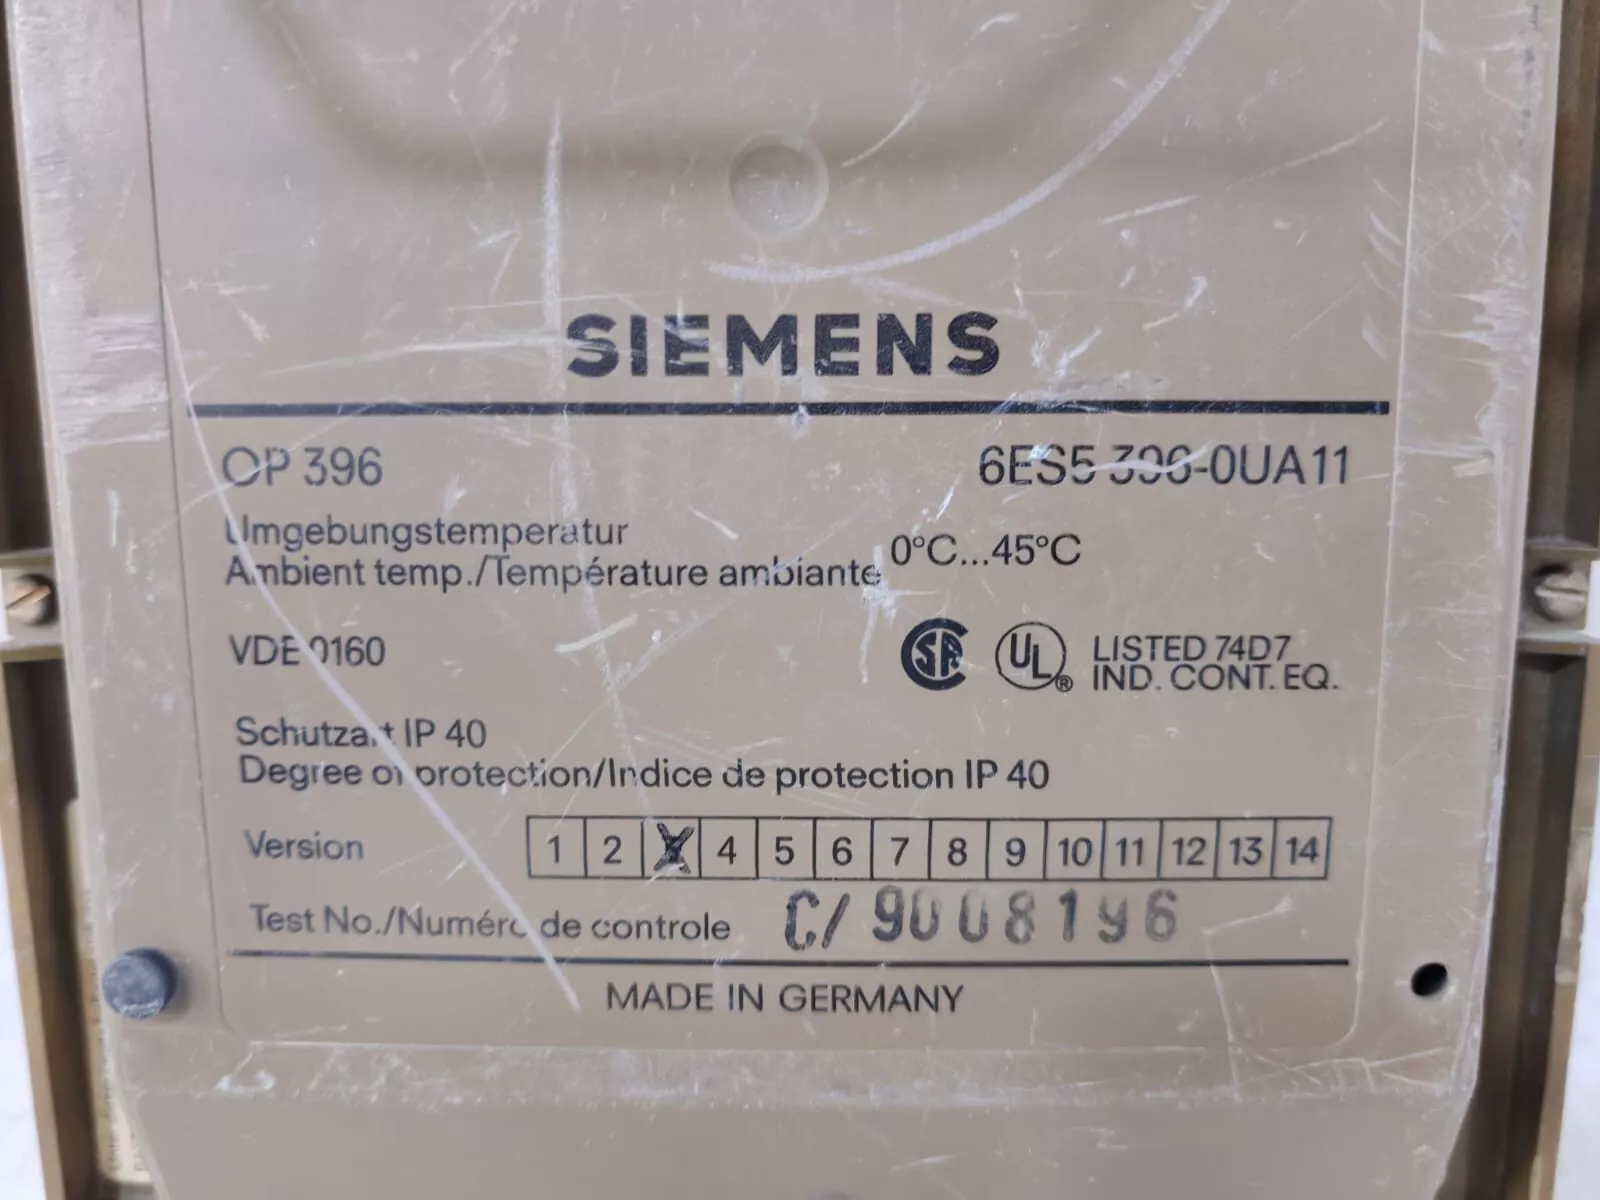 SIEMENS
OP 396 6ES5 396-0UA11
Umgebungstemperatur
Ambient temp./Température ambiante 0°C...45°C
VDE 0160
LISTED 74D7
IND. CONT. EQ.
Schutzart IP 40
Degree of protection/Indice de protection IP 40
Version 1 2 X 4 5 6 7 8 9 10 11 12 13 14
Test No./Numéro de controle C/ 9008196
MADE IN GERMANY